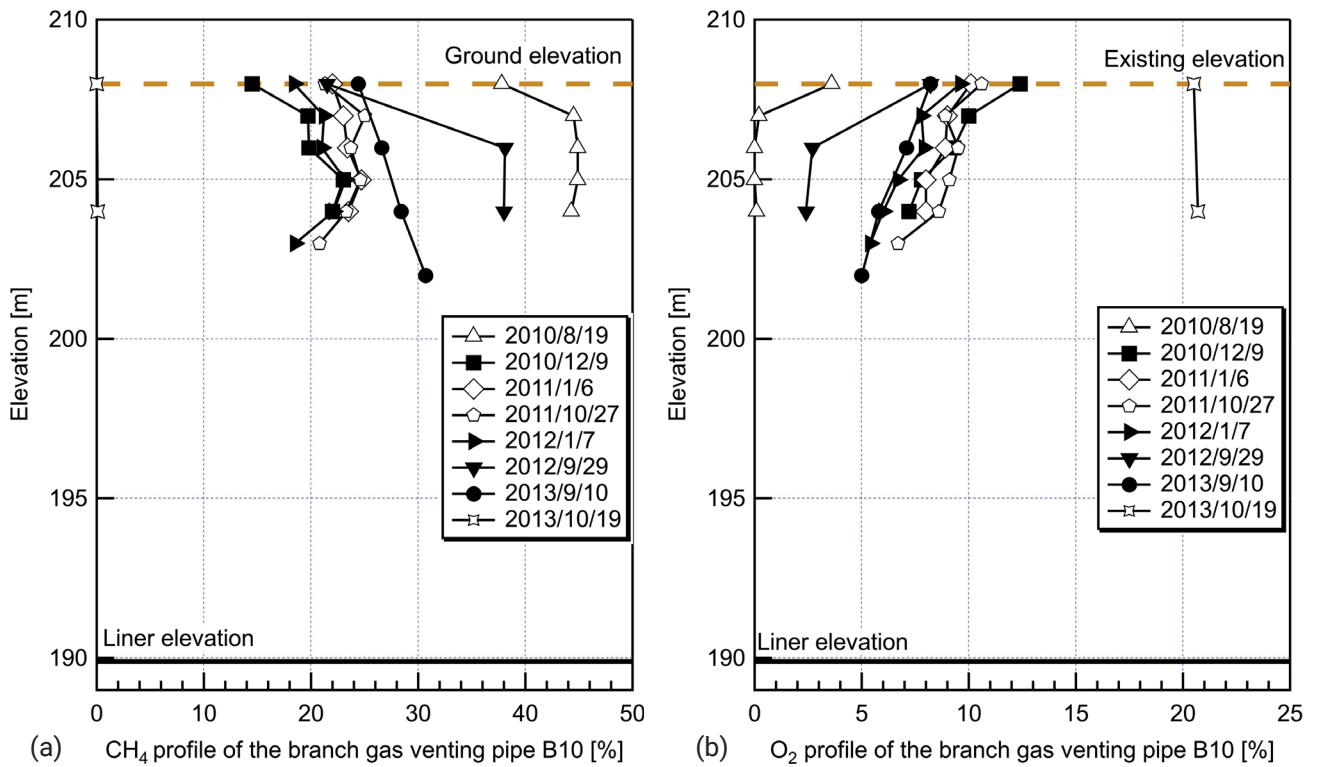 210
205
200
195
190
Elevation [m]
Ground elevation
2010/8/19
2010/12/9
2011/1/6
2011/10/27
2012/1/7
2012/9/29
2013/9/10
2013/10/19
Liner elevation
0 10 20 30 40 50
(a) CH₄ profile of the branch gas venting pipe B10 [%]
210
205
200
195
190
Elevation [m]
Existing elevation
2010/8/19
2010/12/9
2011/1/6
2011/10/27
2012/1/7
2012/9/29
2013/9/10
2013/10/19
Liner elevation
0 5 10 15 20 25
(b) O₂ profile of the branch gas venting pipe B10 [%]